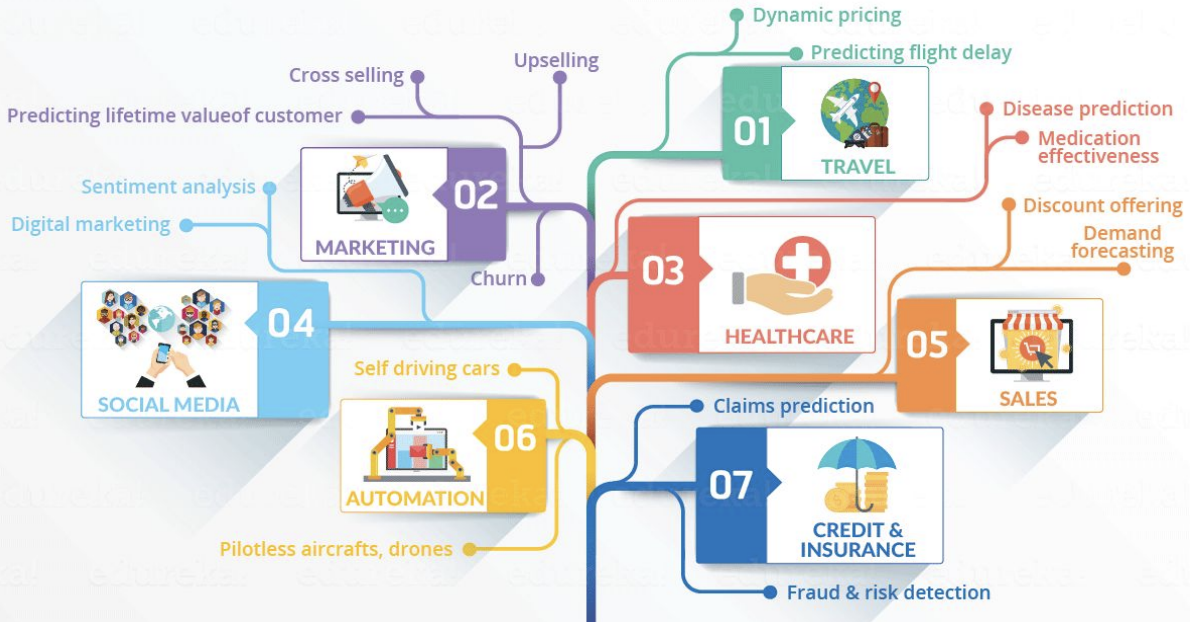 Dynamic pricing
Predicting flight delay
01
TRAVEL
Upselling
Cross selling
Predicting lifetime valueof customer
02
MARKETING
Churn
Disease prediction
Medication
effectiveness
03
HEALTHCARE
Sentiment analysis
Digital marketing
04
SOCIAL MEDIA
Discount offering
Demand
forecasting
05
SALES
Self driving cars
06
AUTOMATION
Pilotless aircrafts, drones
Claims prediction
07
CREDIT &
INSURANCE
Fraud & risk detection
edureka!